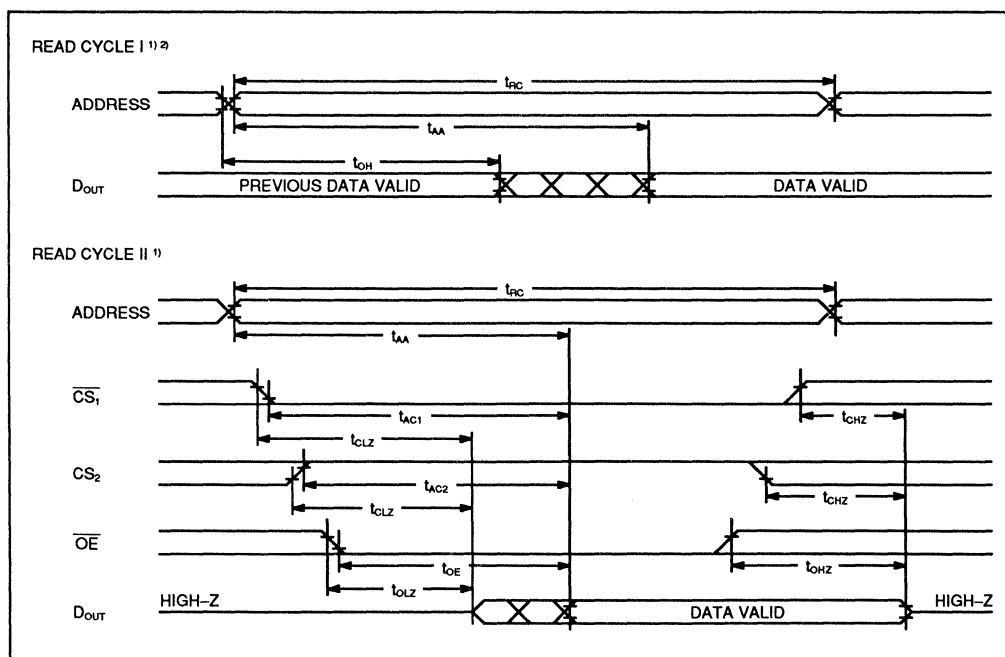 READ CYCLE I 1) 2)
tRC
ADDRESS
tAA
tOH
DOUT PREVIOUS DATA VALID DATA VALID
READ CYCLE II 1)
tRC
ADDRESS
tAA
CS1
tAC1 tCHZ
tCLZ
CS2
tAC2 tCHZ
tCLZ
OE
tOE tOHZ
tOLZ
HIGH–Z HIGH–Z
DOUT DATA VALID